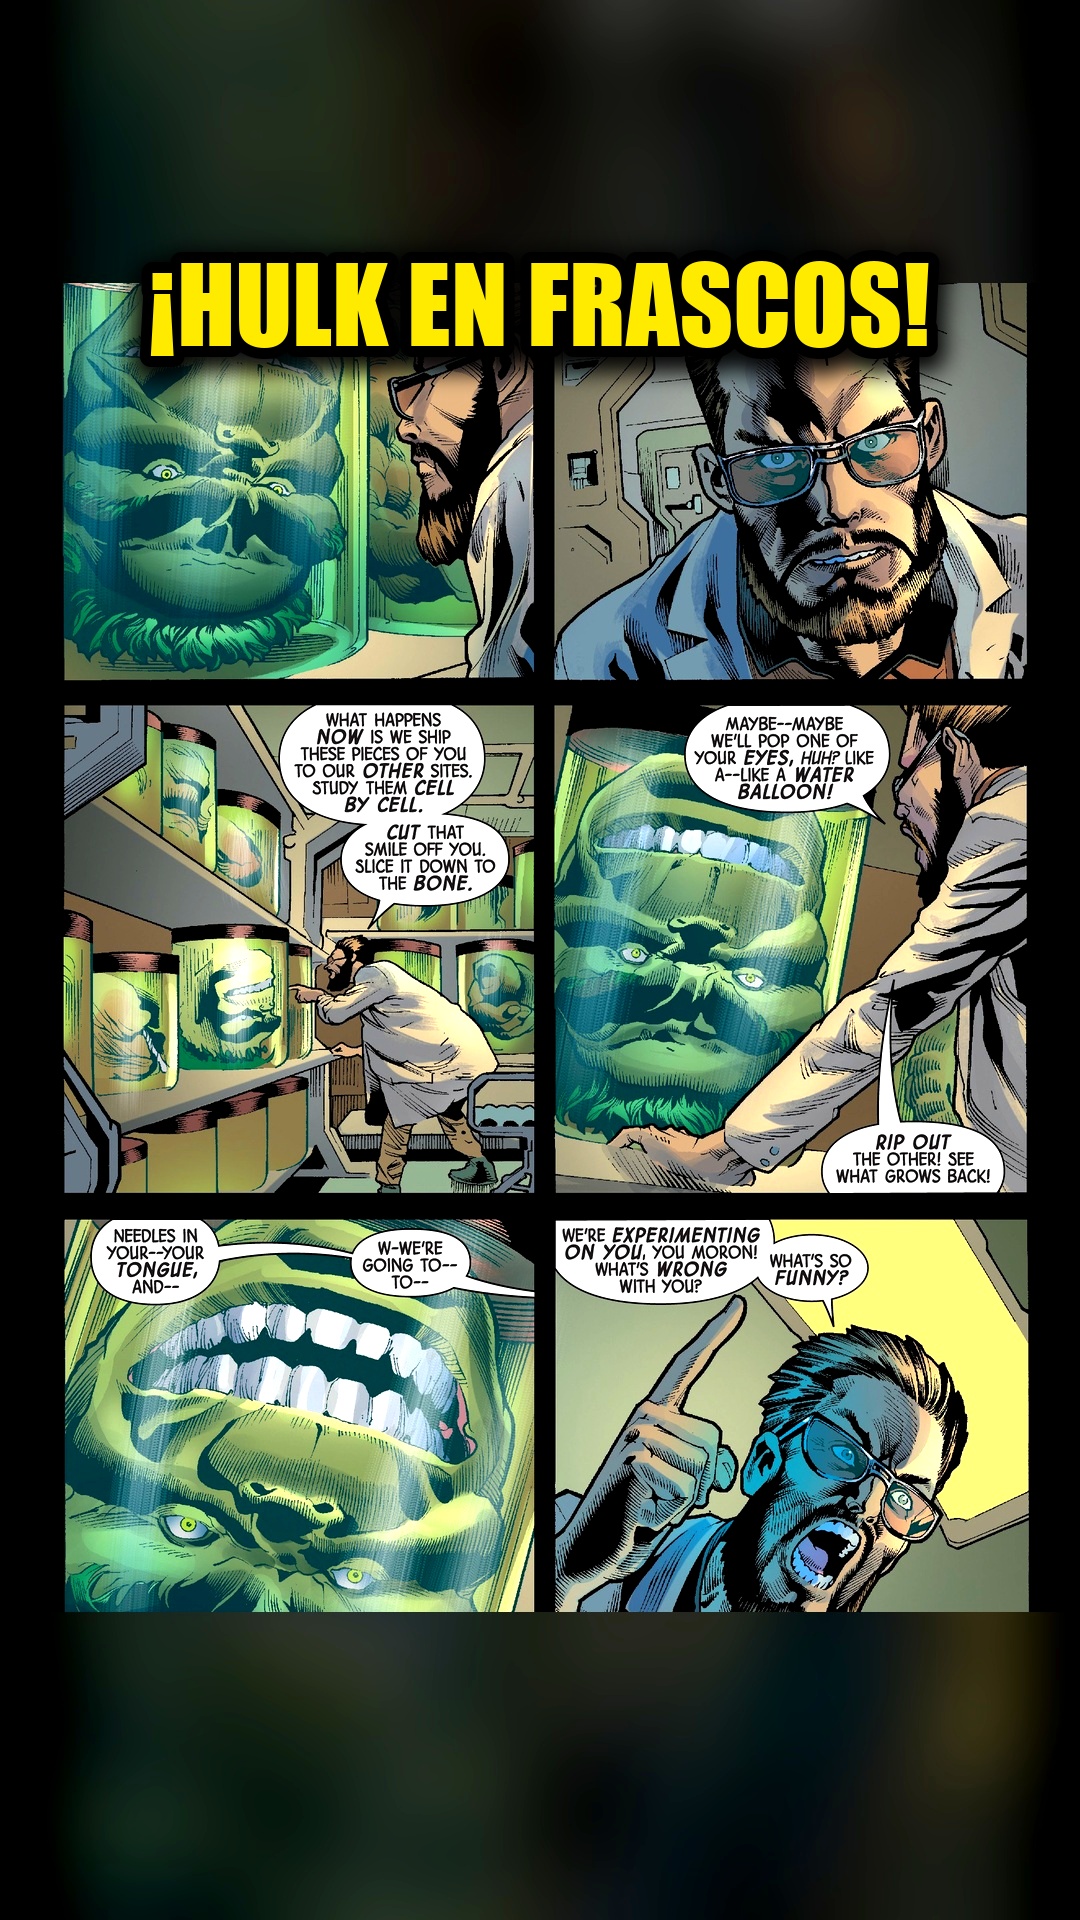 ¡HULK EN FRASCOS!
WHAT HAPPENS
NOW IS WE SHIP
THESE PIECES OF YOU
TO OUR OTHER SITES.
STUDY THEM CELL
BY CELL.
CUT THAT
SMILE OFF YOU.
SLICE IT DOWN TO
THE BONE.
MAYBE--MAYBE
WE'LL POP ONE OF
YOUR EYES, HUH? LIKE
A--LIKE A WATER
BALLOON!
RIP OUT
THE OTHER! SEE
WHAT GROWS BACK!
NEEDLES IN
YOUR--YOUR
TONGUE,
AND--
W-WE'RE
GOING TO--
TO--
WE'RE EXPERIMENTING
ON YOU, YOU MORON!
WHAT'S WRONG
WITH YOU?
WHAT'S SO
FUNNY?